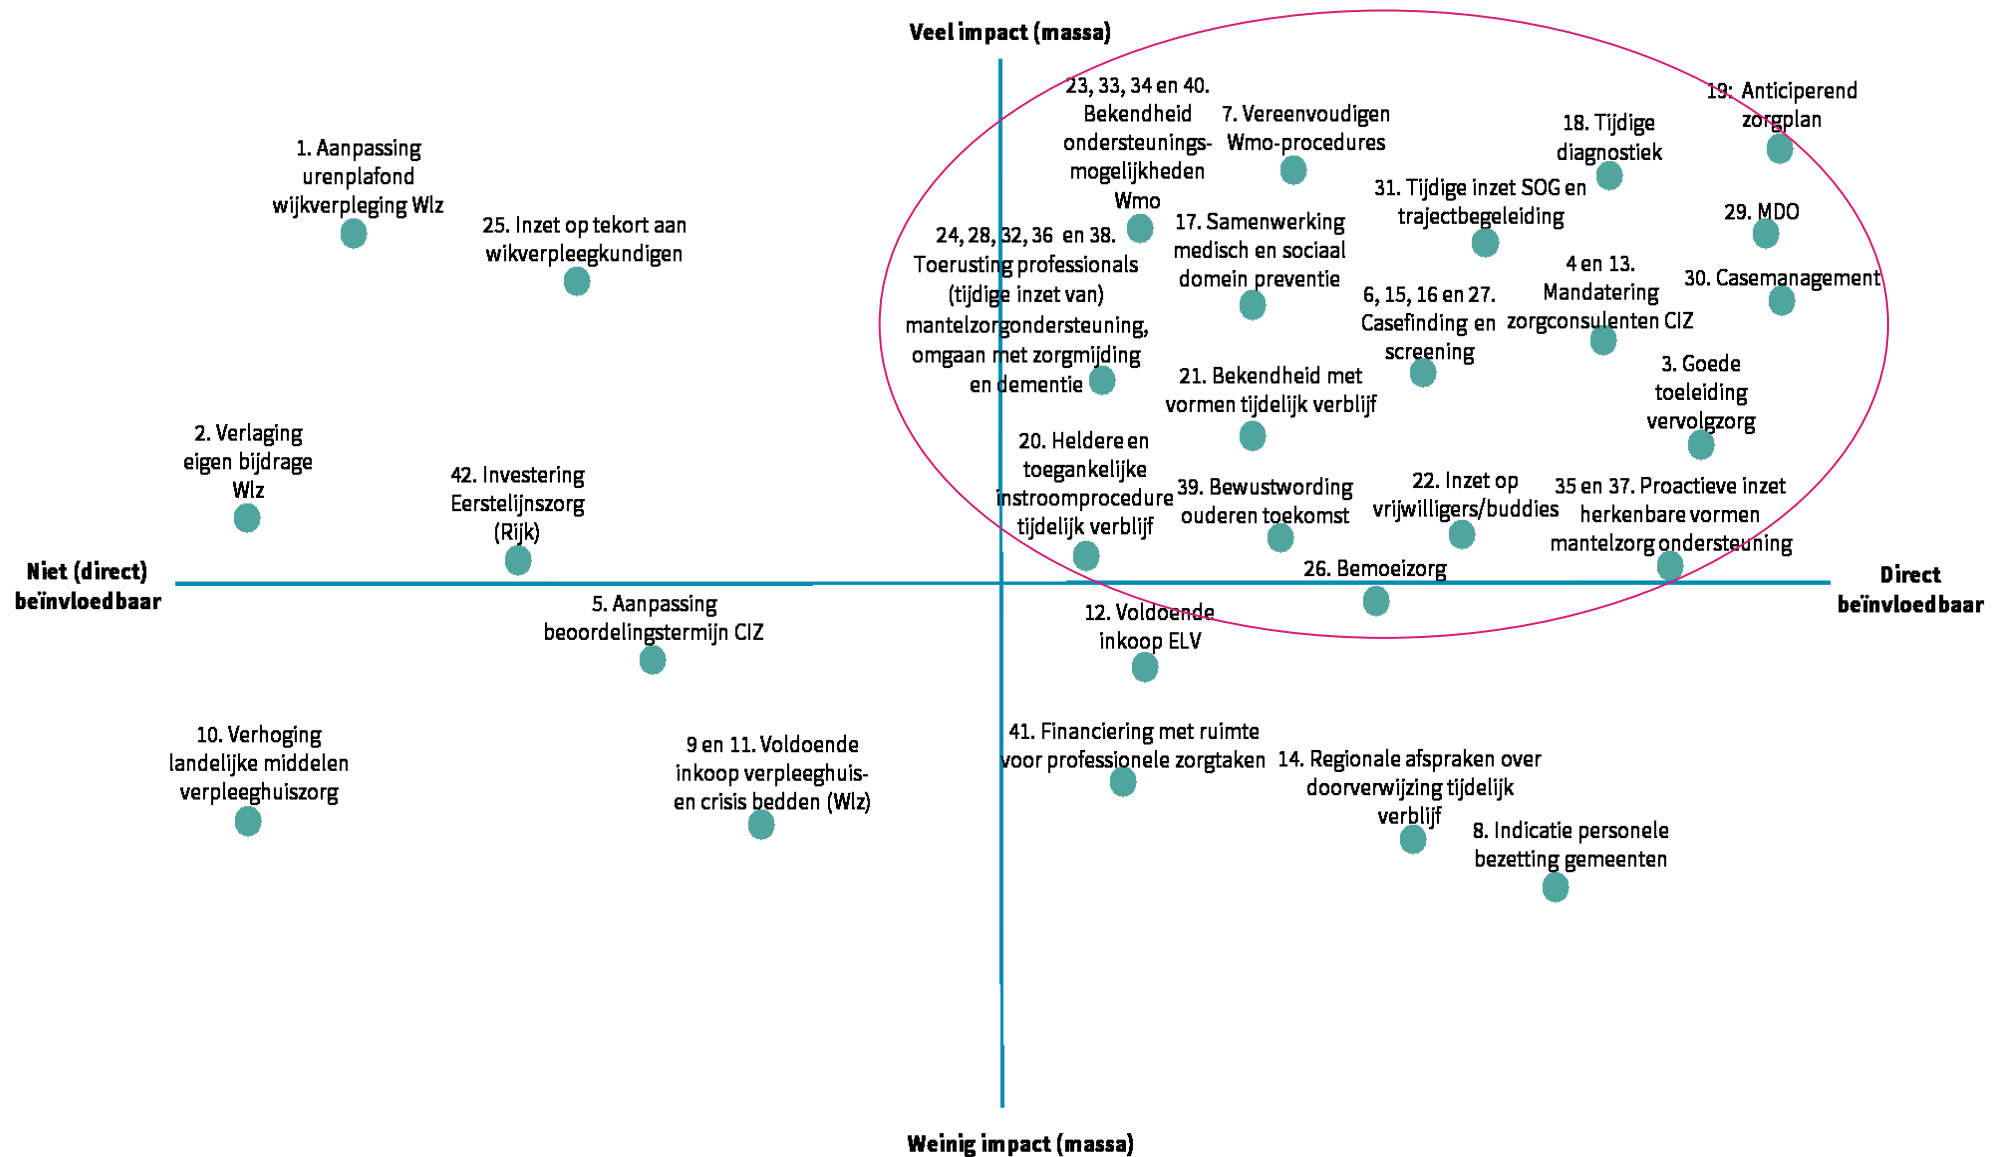 Veel impact (massa)
1. Aanpassing
urenplafond
wijkverpleging Wlz
25. Inzet op tekort aan
wikverpleegkundigen
23, 33, 34 en 40.
Bekendheid
ondersteunings-
mogelijkheden
Wmo
7. Vereenvoudigen
Wmo-procedures
18. Tijdige
diagnostiek
19: Anticiperend
zorgplan
31. Tijdige inzet SOG en
trajectbegeleiding
29. MDO
24, 28, 32, 36 en 38.
Toerusting professionals
(tijdige inzet van)
mantelzorgondersteuning,
omgaan met zorgmijding
en dementie
17. Samenwerking
medisch en sociaal
domein preventie
4 en 13.
Mandatering
zorgconsulenten CIZ
30. Casemanagement
6, 15, 16 en 27.
Casefinding en
screening
3. Goede
toeleiding
vervolgzorg
21. Bekendheid met
vormen tijdelijk verblijf
2. Verlaging
eigen bijdrage
Wlz
42. Investering
Eerstelijnszorg
(Rijk)
20. Heldere en
toegankelijke
instroomprocedure
tijdelijk verblijf
39. Bewustwording
ouderen toekomst
22. Inzet op
vrijwilligers/buddies
35 en 37. Proactieve inzet
herkenbare vormen
mantelzorg ondersteuning
26. Bemoeizorg
Niet (direct)
beïnvloedbaar
Direct
beïnvloedbaar
5. Aanpassing
beoordelingstermijn CIZ
12. Voldoende
inkoop ELV
10. Verhoging
landelijke middelen
verpleeghuiszorg
9 en 11. Voldoende
inkoop verpleeghuis-
en crisis bedden (Wlz)
41. Financiering met ruimte
voor professionele zorgtaken
14. Regionale afspraken over
doorverwijzing tijdelijk
verblijf
8. Indicatie personele
bezetting gemeenten
Weinig impact (massa)